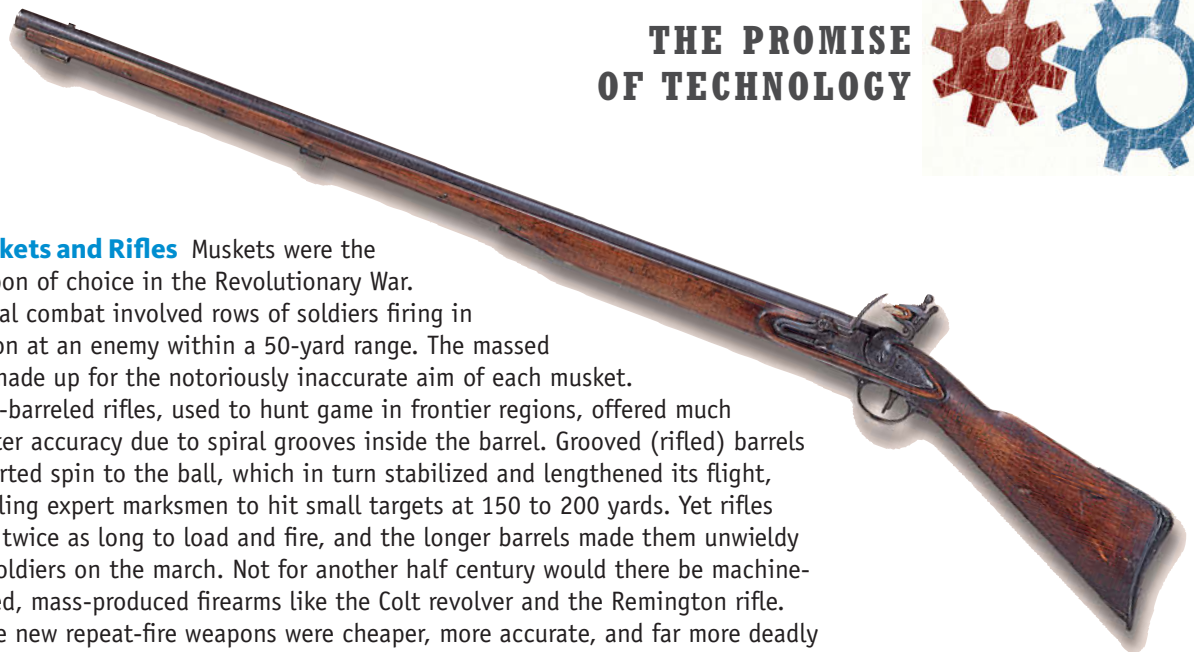 THE PROMISE
OF TECHNOLOGY
kets and Rifles Muskets were the
on of choice in the Revolutionary War.
al combat involved rows of soldiers firing in
on at an enemy within a 50-yard range. The massed
made up for the notoriously inaccurate aim of each musket.
-barreled rifles, used to hunt game in frontier regions, offered much
ter accuracy due to spiral grooves inside the barrel. Grooved (rifled) barrels
rted spin to the ball, which in turn stabilized and lengthened its flight,
ling expert marksmen to hit small targets at 150 to 200 yards. Yet rifles
twice as long to load and fire, and the longer barrels made them unwieldy
oldiers on the march. Not for another half century would there be machine-
ed, mass-produced firearms like the Colt revolver and the Remington rifle.
e new repeat-fire weapons were cheaper, more accurate, and far more deadly